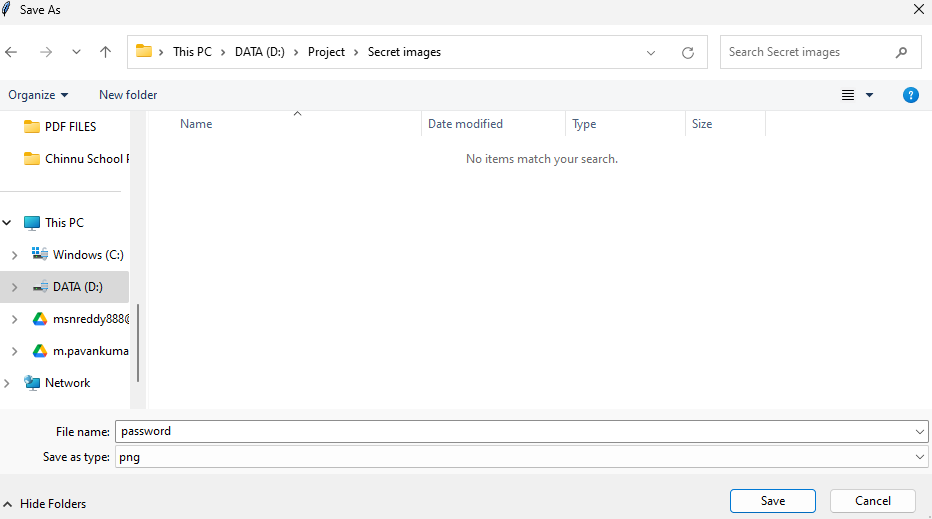 Save As
This PC DATA (D:) Project Secret images
Search Secret images
Organize New folder
?
Name Date modified Type Size
No items match your search.
PDF FILES
Chinnu School
This PC
Windows (C:)
DATA (D:)
msnreddy888@
m.pavankuma
Network
File name: password
Save as type: png
Hide Folders
Save Cancel